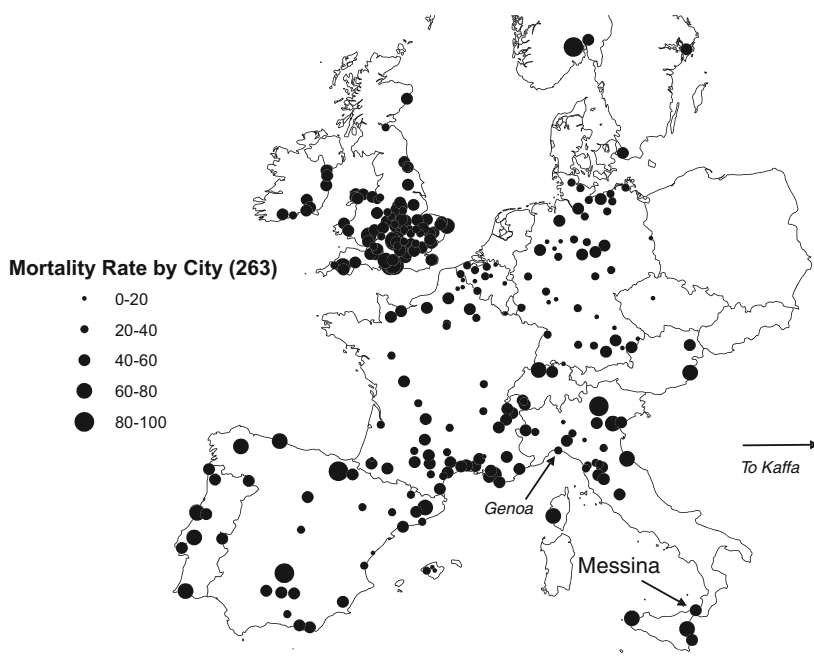 Mortality Rate by City (263)
0-20
20-40
40-60
60-80
80-100
To Kaffa
Genoa
Messina